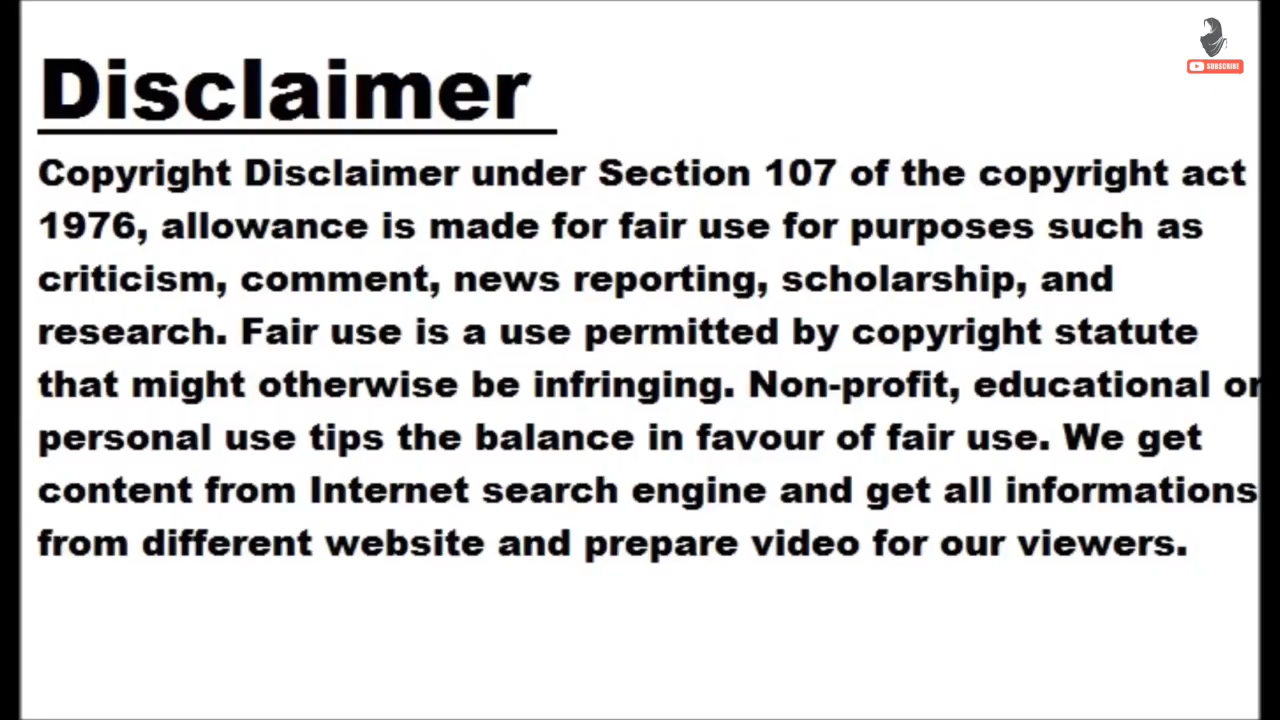 SUBSCRIBE
Disclaimer
Copyright Disclaimer under Section 107 of the copyright act
1976, allowance is made for fair use for purposes such as
criticism, comment, news reporting, scholarship, and
research. Fair use is a use permitted by copyright statute
that might otherwise be infringing. Non-profit, educational or
personal use tips the balance in favour of fair use. We get
content from Internet search engine and get all informations
from different website and prepare video for our viewers.